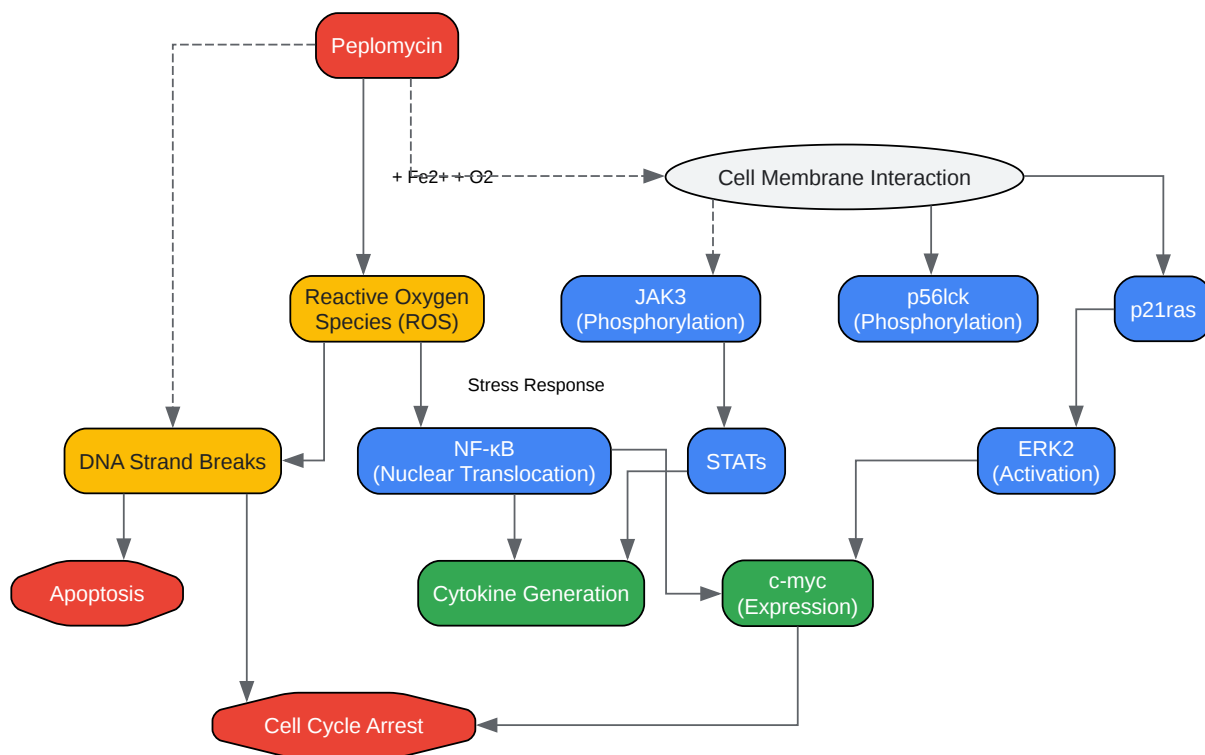 Peplomycin
+ Fe2+ + O2
Cell Membrane Interaction
Reactive Oxygen
Species (ROS)
JAK3
(Phosphorylation)
p56lck
(Phosphorylation)
p21ras
Stress Response
DNA Strand Breaks
NF-κB
(Nuclear Translocation)
STATs
ERK2
(Activation)
Apoptosis
Cytokine Generation
c-myc
(Expression)
Cell Cycle Arrest